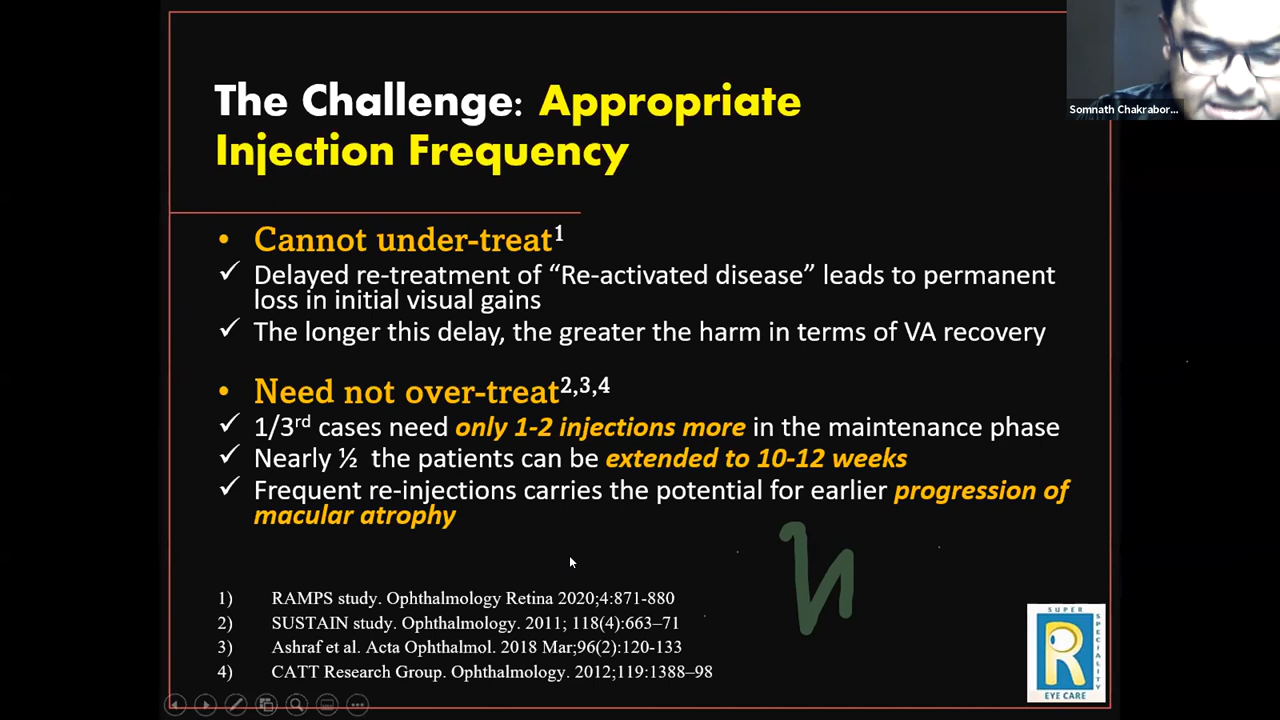 Somnath Chakrabor...
The Challenge: Appropriate
Injection Frequency
• Cannot under-treat1
✓ Delayed re-treatment of “Re-activated disease” leads to permanent
loss in initial visual gains
✓ The longer this delay, the greater the harm in terms of VA recovery
• Need not over-treat2,3,4
✓ 1/3rd cases need only 1-2 injections more in the maintenance phase
✓ Nearly ½ the patients can be extended to 10-12 weeks
✓ Frequent re-injections carries the potential for earlier progression of
macular atrophy
1) RAMPS study. Ophthalmology Retina 2020;4:871-880
2) SUSTAIN study. Ophthalmology. 2011; 118(4):663–71
3) Ashraf et al. Acta Ophthalmol. 2018 Mar;96(2):120-133
4) CATT Research Group. Ophthalmology. 2012;119:1388–98
SUPER
SPECIALITY
R
EYE CARE